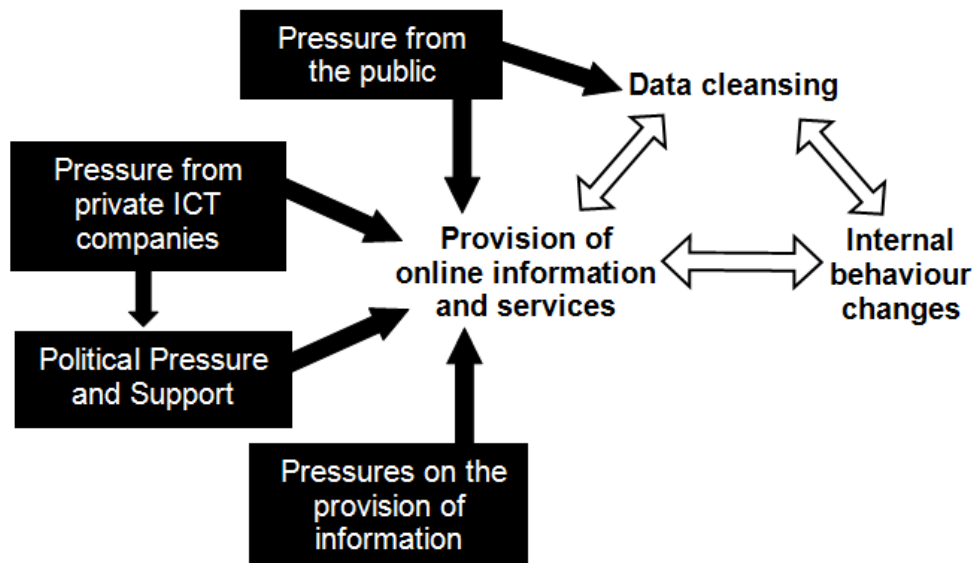 Pressure from
the public
Data cleansing
Pressure from
private ICT
companies
Provision of
online information
and services
Internal
behaviour
changes
Political Pressure
and Support
Pressures on the
provision of
information